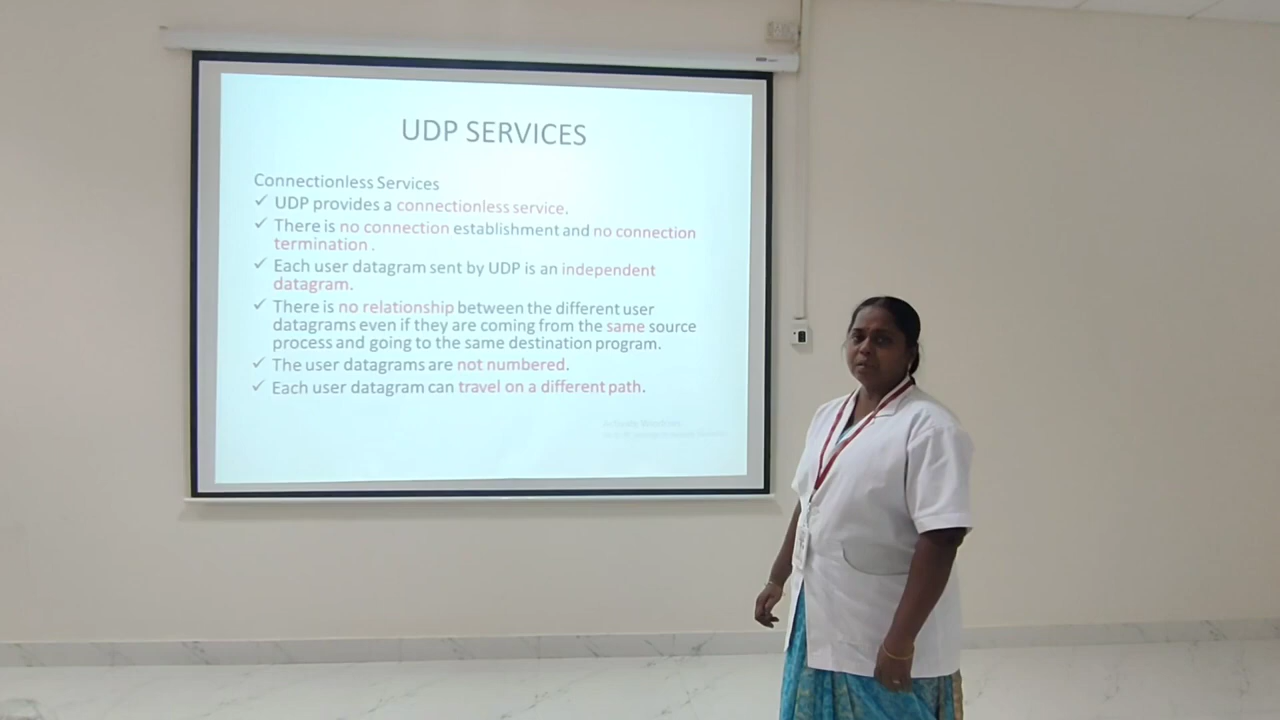 UDP SERVICES
Connectionless Services
✓ UDP provides a connectionless service.
✓ There is no connection establishment and no connection
termination .
✓ Each user datagram sent by UDP is an independent
datagram.
✓ There is no relationship between the different user
datagrams even if they are coming from the same source
process and going to the same destination program.
✓ The user datagrams are not numbered.
✓ Each user datagram can travel on a different path.
Activate Windows